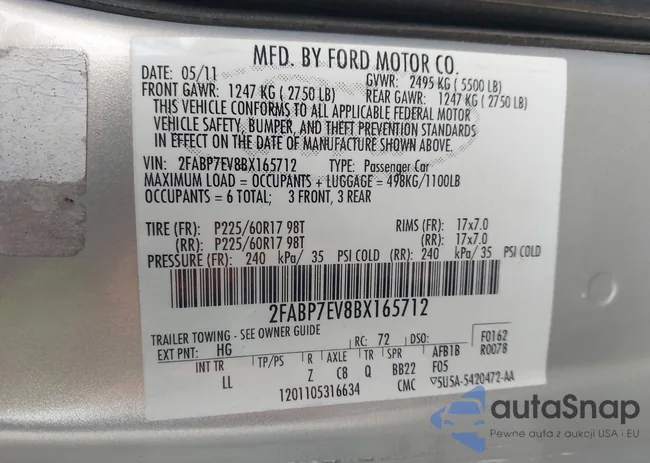 MFD. BY FORD MOTOR CO.
DATE: 05/11 GVWR: 2495 KG ( 5500 LB)
FRONT GAWR: 1247 KG ( 2750 LB) REAR GAWR: 1247 KG ( 2750 LB)
THIS VEHICLE CONFORMS TO ALL APPLICABLE FEDERAL MOTOR
VEHICLE SAFETY, BUMPER, AND THEFT PREVENTION STANDARDS
IN EFFECT ON THE DATE OF MANUFACTURE SHOWN ABOVE.
VIN: 2FABP7EV8BX165712 TYPE: Passenger Car
MAXIMUM LOAD = OCCUPANTS + LUGGAGE = 498KG/1100LB
OCCUPANTS = 6 TOTAL; 3 FRONT, 3 REAR
TIRE (FR): P225/60R17 98T RIMS (FR): 17x7.0
(RR): P225/60R17 98T (RR): 17x7.0
PRESSURE (FR): 240 kPa/ 35 PSI COLD (RR): 240 kPa/ 35 PSI COLD
2FABP7EV8BX165712
TRAILER TOWING - SEE OWNER GUIDE
EXT PNT: HG RC: 72 DSO: F0162
INT TR TP/PS R AXLE TR SPR AFB1B R0078
LL Z C8 Q BB22 F05
1201105316634 CMC 5U5A-5420472-AA
autaSnap
Pewne auta z aukcji USA i EU